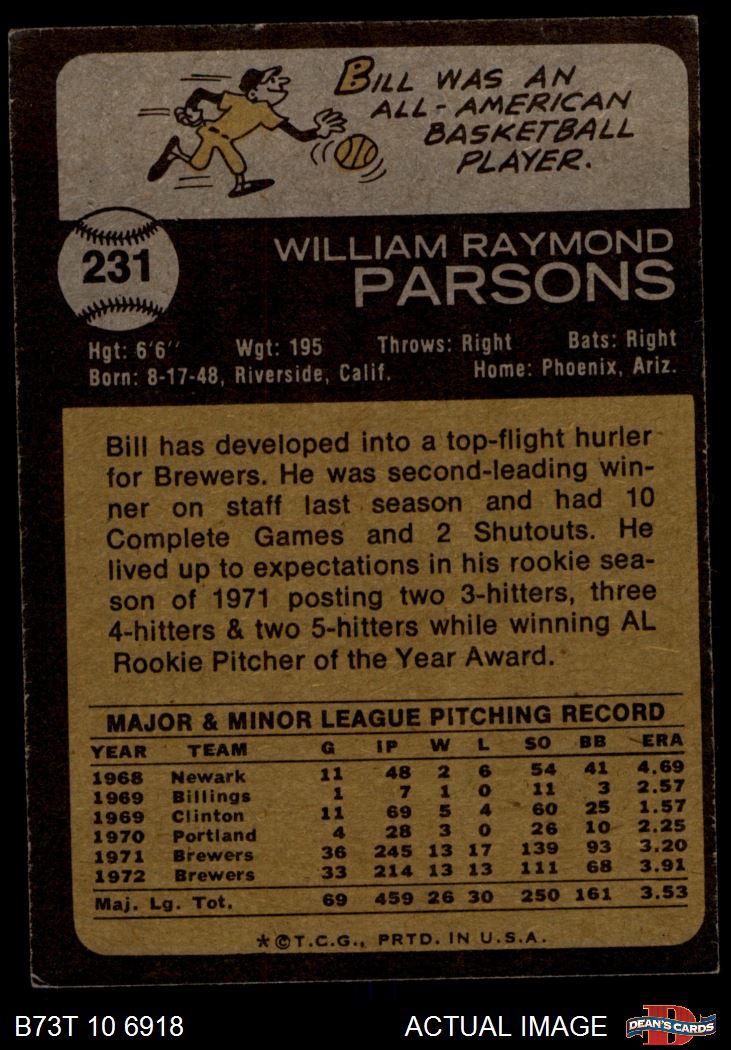 BILL WAS AN
ALL-AMERICAN
BASKETBALL
PLAYER.
231
WILLIAM RAYMOND
PARSONS
Hgt: 6'6" Wgt: 195 Throws: Right Bats: Right
Born: 8-17-48, Riverside, Calif. Home: Phoenix, Ariz.
Bill has developed into a top-flight hurler
for Brewers. He was second-leading win-
ner on staff last season and had 10
Complete Games and 2 Shutouts. He
lived up to expectations in his rookie sea-
son of 1971 posting two 3-hitters, three
4-hitters & two 5-hitters while winning AL
Rookie Pitcher of the Year Award.
MAJOR & MINOR LEAGUE PITCHING RECORD
YEAR TEAM G IP W L SO BB ERA
1968 Newark 11 48 2 6 54 41 4.69
1969 Billings 1 7 1 0 11 3 2.57
1969 Clinton 11 69 5 4 60 25 1.57
1970 Portland 4 28 3 0 26 10 2.25
1971 Brewers 36 245 13 17 139 93 3.20
1972 Brewers 33 214 13 13 111 68 3.91
Maj. Lg. Tot. 69 459 26 30 250 161 3.53
*©T.C.G., PRTD. IN U.S.A.
B73T 10 6918 ACTUAL IMAGE DEAN'S CARDS